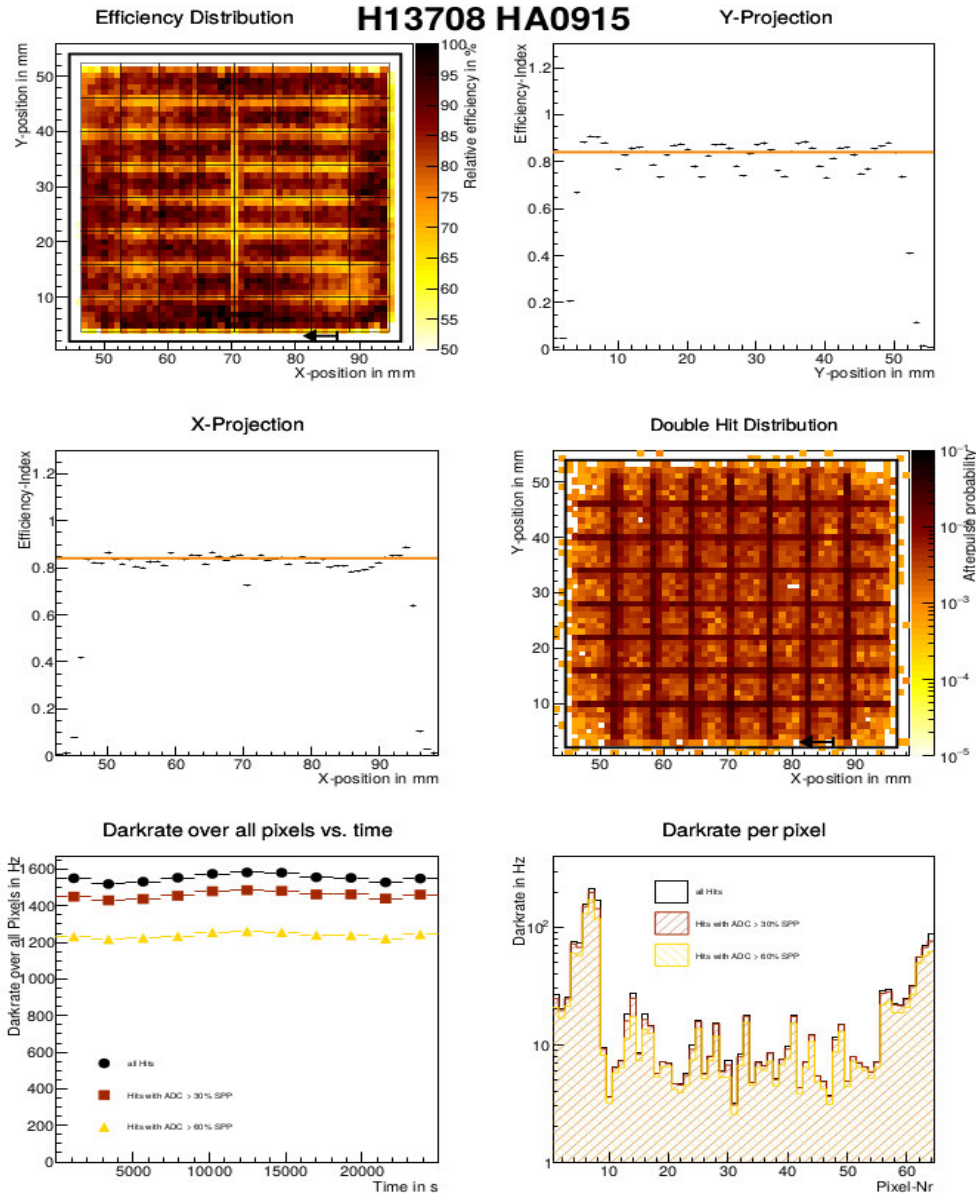 H13708 HA0915
Efficiency Distribution
Y-position in mm
50
40
30
20
10
50 60 70 80 90
X-position in mm
100
95
90
85
80
75
70
65
60
55
50
Relative efficiency in %
Y-Projection
Efficiency-Index
1.2
1
0.8
0.6
0.4
0.2
0
10 20 30 40 50
Y-position in mm
X-Projection
Efficiency-Index
1.2
1
0.8
0.6
0.4
0.2
0
50 60 70 80 90
X-position in mm
Double Hit Distribution
Y-position in mm
50
40
30
20
10
50 60 70 80 90
X-position in mm
10⁻¹
10⁻²
10⁻³
10⁻⁴
10⁻⁵
Afterpulse probability
Darkrate over all pixels vs. time
Darkrate over all Pixels in Hz
1600
1400
1200
1000
800
600
400
200
0
all Hits
Hits with ADC > 30% SPP
Hits with ADC > 60% SPP
5000 10000 15000 20000
Time in s
Darkrate per pixel
Darkrate in Hz
10²
10
1
all Hits
Hits with ADC > 30% SPP
Hits with ADC > 60% SPP
10 20 30 40 50 60
Pixel-Nr